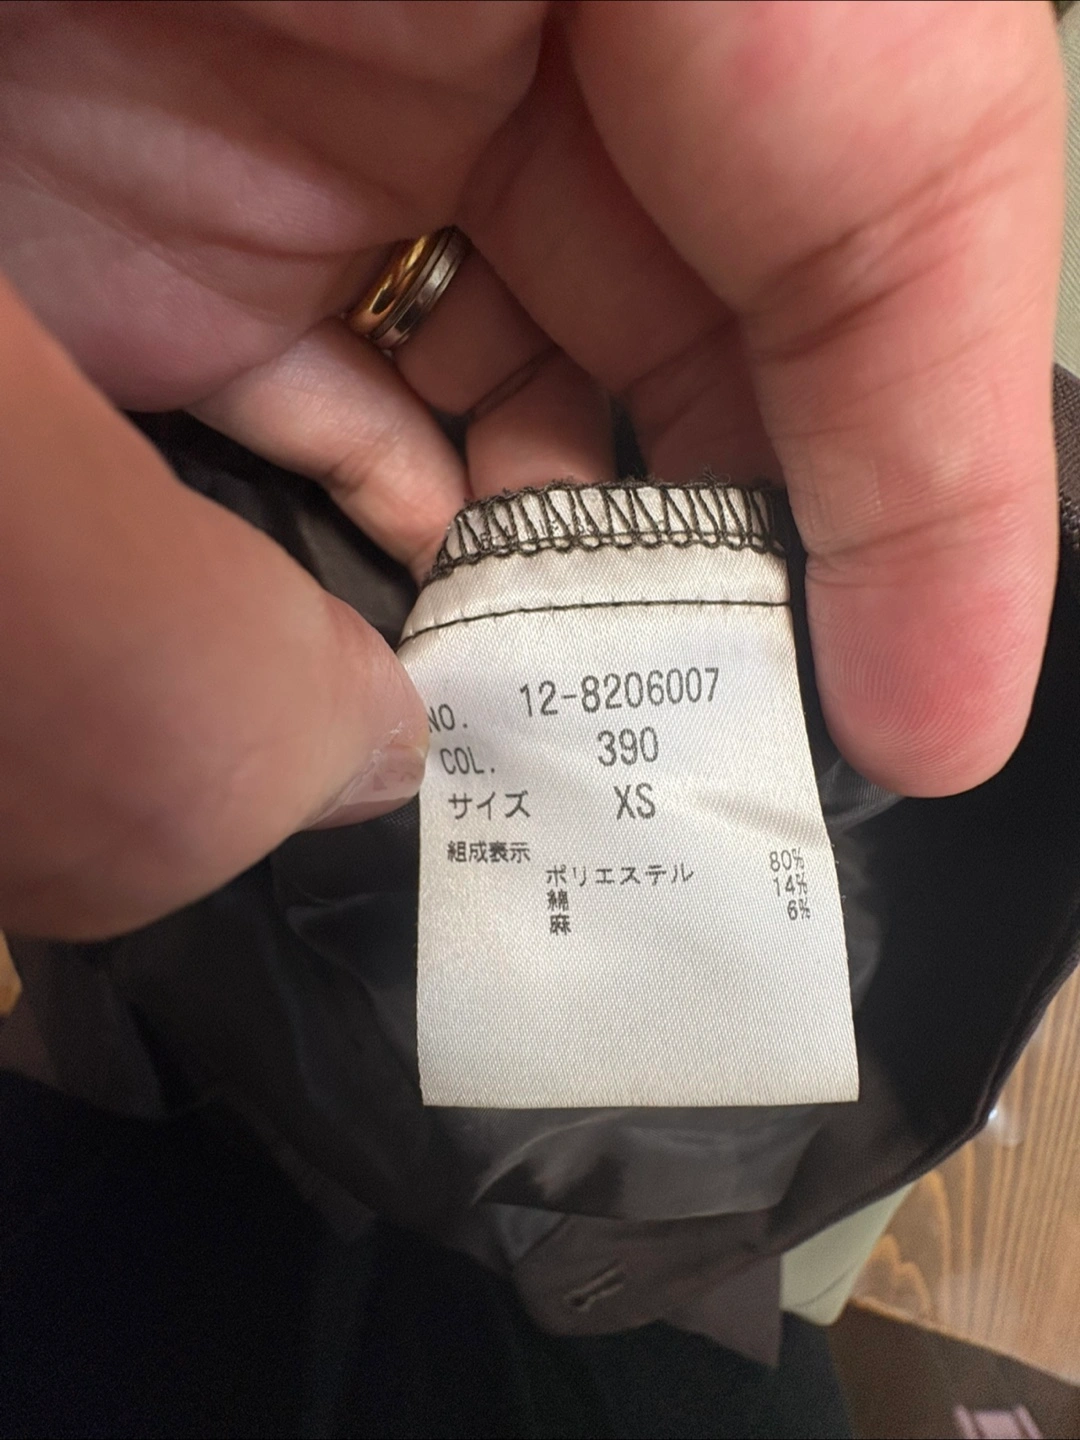 NO. 12-8206007
COL. 390
サイズ XS
組成表示
ポリエステル 80%
綿 14%
麻 6%